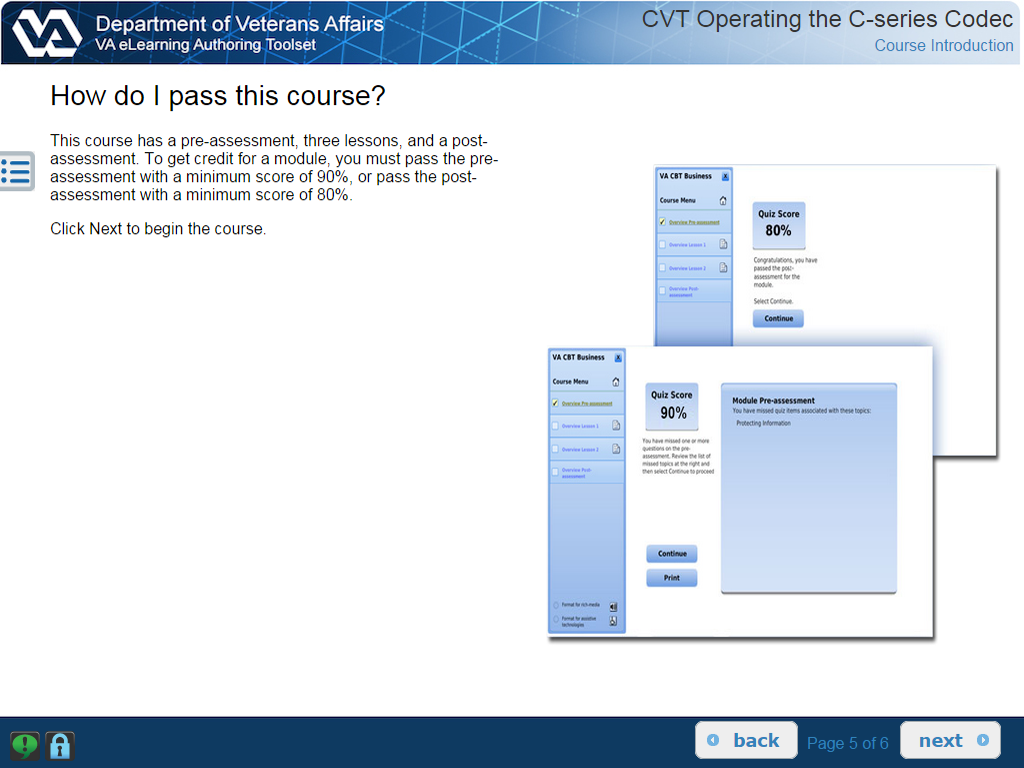 Department of Veterans Affairs
VA eLearning Authoring Toolset
CVT Operating the C-series Codec
Course Introduction
How do I pass this course?
This course has a pre-assessment, three lessons, and a post-
assessment. To get credit for a module, you must pass the pre-
assessment with a minimum score of 90%, or pass the post-
assessment with a minimum score of 80%.
Click Next to begin the course.
VA CBT Business X
Course Menu
Overview Pre-assessment
Overview Lesson 1
Overview Lesson 2
Overview Post-
assessment
Quiz Score
80%
Congratulations, you have
passed the post-
assessment for the
module.
Select Continue.
Continue
VA CBT Business X
Course Menu
Overview Pre-assessment
Overview Lesson 1
Overview Lesson 2
Overview Post-
assessment
Format for rich media
Format for assistive
technologies
Quiz Score
90%
You have missed one or more
questions on the pre-
assessment. Review the list of
missed topics at the right and
then select Continue to proceed
Continue
Print
Module Pre-assessment
You have missed quiz items associated with these topics:
Protecting Information
back
Page 5 of 6
next